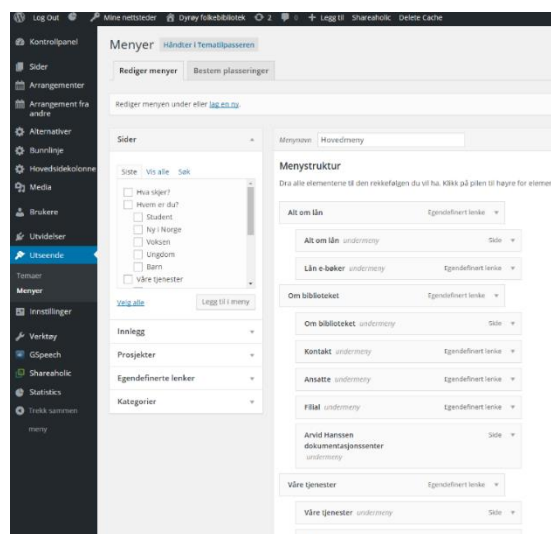 Log Out
Mine nettsteder
Dyrøy folkebibliotek
2
0
+ Legg til
Shareaholic
Delete Cache
Kontrollpanel
Sider
Arrangementer
Arrangement fra
andre
Alternativer
Bunnlinje
Hovedsidekolonne
Media
Brukere
Utvidelser
Utseende
Temaer
Menyer
Innstillinger
Verktøy
GSpeech
Shareaholic
Statistics
Trekk sammen
meny
Menyer
Håndter i Tematilpasseren
Rediger menyer
Bestem plasseringer
Rediger menyen under eller lag en ny.
Sider
Siste
Vis alle
Søk
Hva skjer?
Hvem er du?
Student
Ny i Norge
Voksen
Ungdom
Barn
Våre tjenester
Velg alle
Legg til i meny
Innlegg
Prosjekter
Egendefinerte lenker
Kategorier
Menynavn
Hovedmeny
Menystruktur
Dra alle elementene til den rekkefølgen du vil ha. Klikk på pilen til høyre for elemen
Alt om lån
Egendefinert lenke
Alt om lån undermeny
Side
Lån e-bøker undermeny
Egendefinert lenke
Om biblioteket
Egendefinert lenke
Om biblioteket undermeny
Side
Kontakt undermeny
Egendefinert lenke
Ansatte undermeny
Egendefinert lenke
Filial undermeny
Egendefinert lenke
Arvid Hanssen
dokumentasjonssenter
undermeny
Side
Våre tjenester
Egendefinert lenke
Våre tjenester undermeny
Side